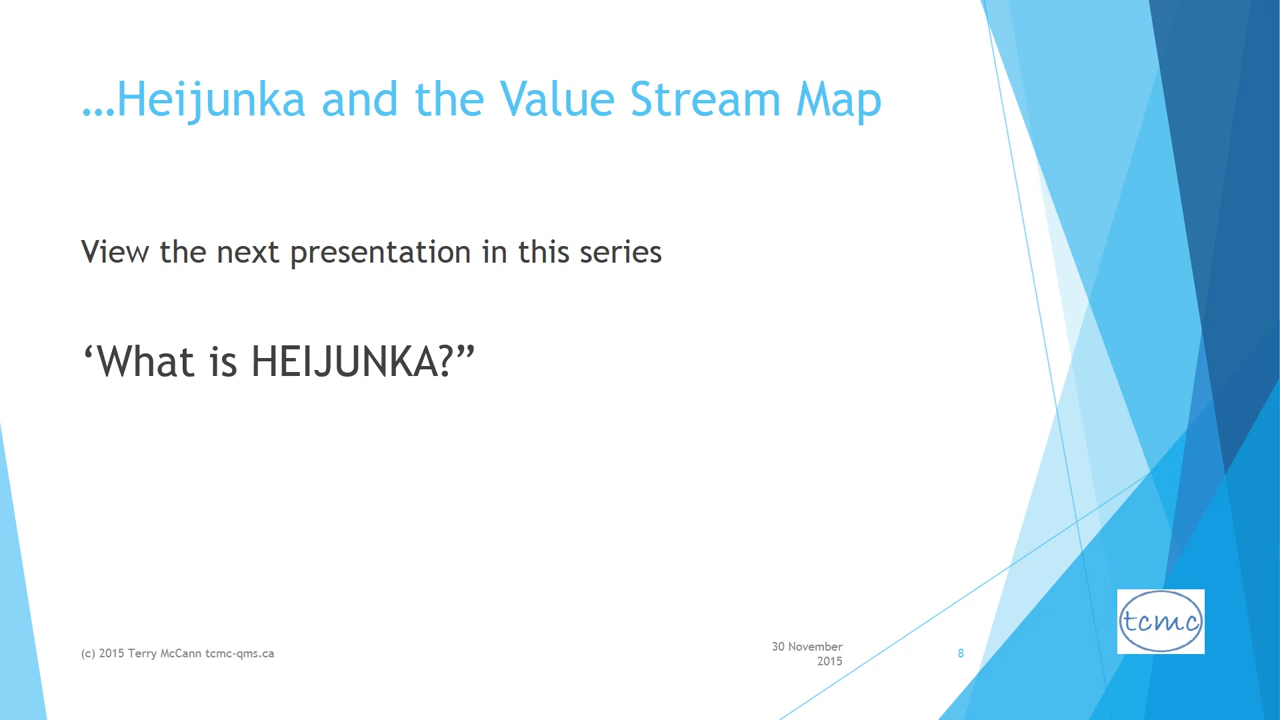 …Heijunka and the Value Stream Map
View the next presentation in this series
‘What is HEIJUNKA?”
(c) 2015 Terry McCann tcmc-qms.ca
30 November
2015
8
tcmc